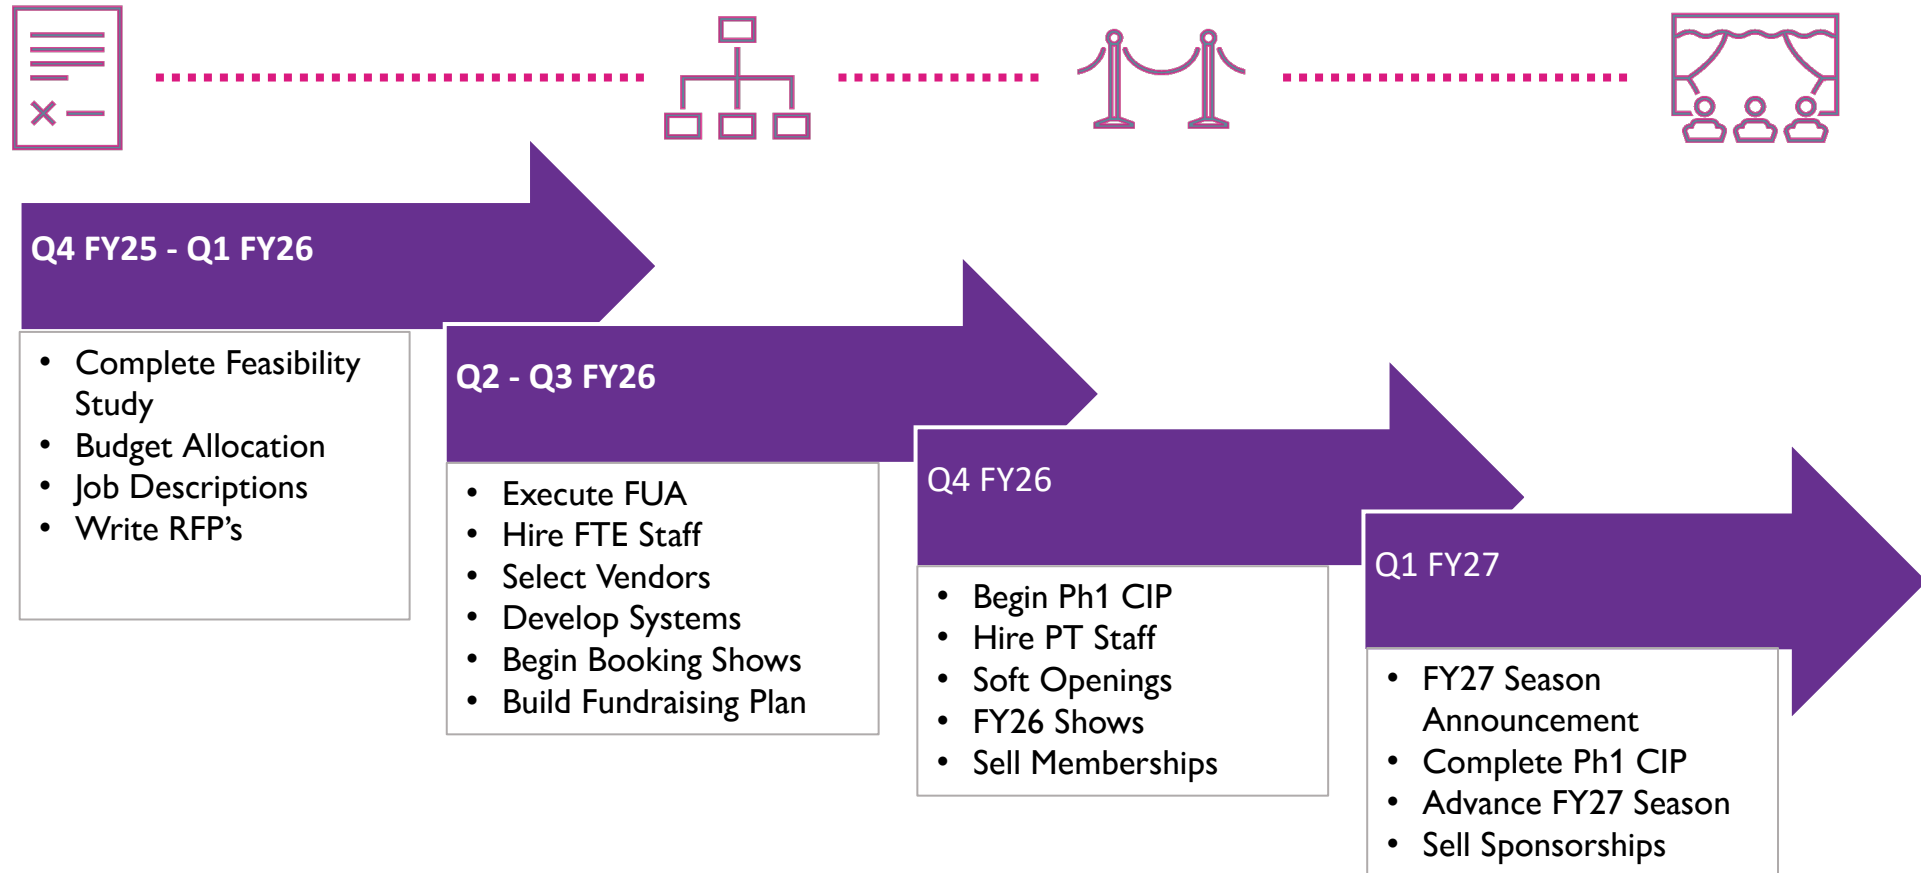 Q4 FY25 - Q1 FY26
• Complete Feasibility
Study
• Budget Allocation
• Job Descriptions
• Write RFP’s
Q2 - Q3 FY26
• Execute FUA
• Hire FTE Staff
• Select Vendors
• Develop Systems
• Begin Booking Shows
• Build Fundraising Plan
Q4 FY26
• Begin Ph1 CIP
• Hire PT Staff
• Soft Openings
• FY26 Shows
• Sell Memberships
Q1 FY27
• FY27 Season
Announcement
• Complete Ph1 CIP
• Advance FY27 Season
• Sell Sponsorships